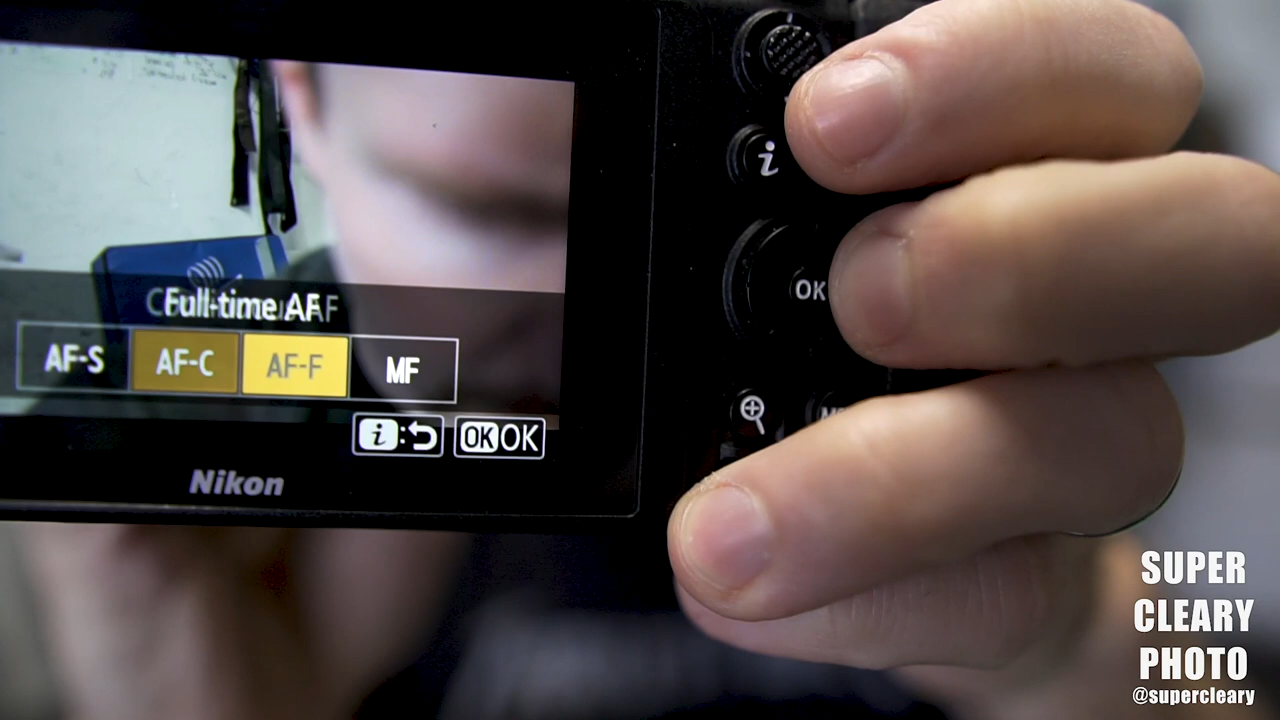 i
Full-time AF
OK
AF-S AF-C AF-F MF
i : OK OK
Nikon
SUPER
CLEARY
PHOTO
@supercleary